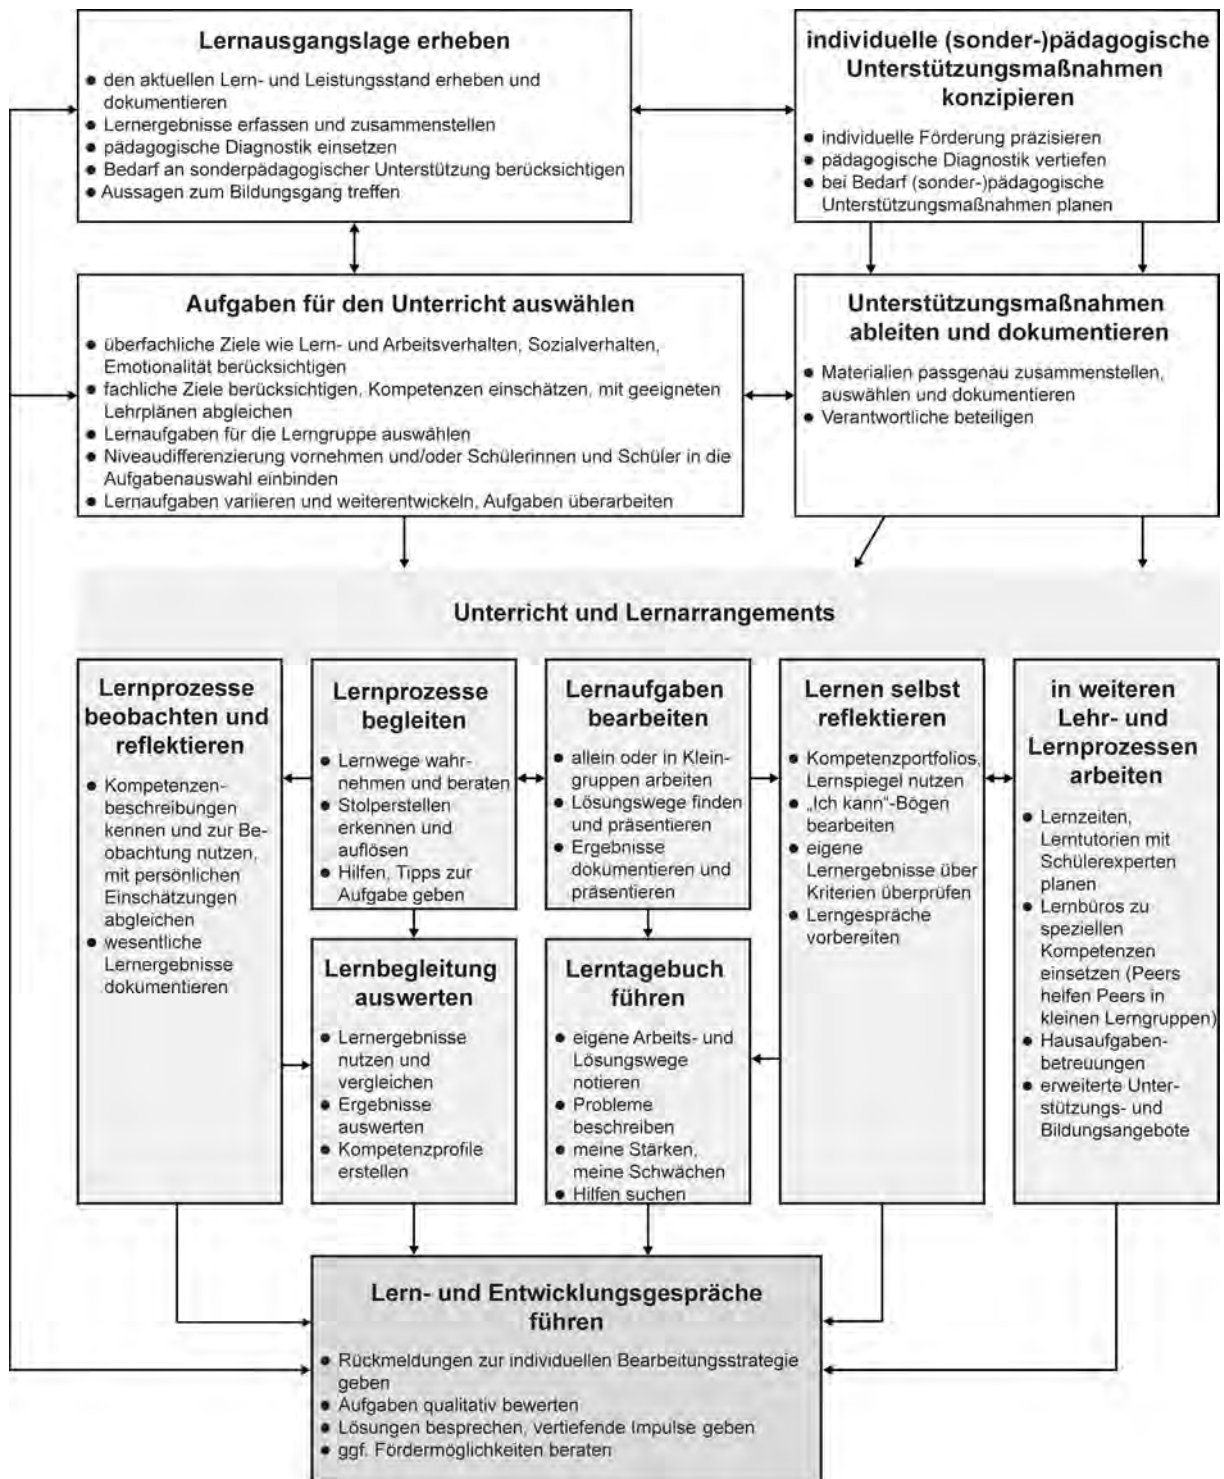 Lernausgangslage erheben
● den aktuellen Lern- und Leistungsstand erheben und
dokumentieren
● Lernergebnisse erfassen und zusammenstellen
● pädagogische Diagnostik einsetzen
● Bedarf an sonderpädagogischer Unterstützung berücksichtigen
● Aussagen zum Bildungsgang treffen
individuelle (sonder-)pädagogische
Unterstützungsmaßnahmen
konzipieren
● individuelle Förderung präzisieren
● pädagogische Diagnostik vertiefen
● bei Bedarf (sonder-)pädagogische
Unterstützungsmaßnahmen planen
Aufgaben für den Unterricht auswählen
● überfachliche Ziele wie Lern- und Arbeitsverhalten, Sozialverhalten,
Emotionalität berücksichtigen
● fachliche Ziele berücksichtigen, Kompetenzen einschätzen, mit geeigneten
Lehrplänen abgleichen
● Lernaufgaben für die Lerngruppe auswählen
● Niveaudifferenzierung vornehmen und/oder Schülerinnen und Schüler in die
Aufgabenauswahl einbinden
● Lernaufgaben variieren und weiterentwickeln, Aufgaben überarbeiten
Unterstützungsmaßnahmen
ableiten und dokumentieren
● Materialien passgenau zusammenstellen,
auswählen und dokumentieren
● Verantwortliche beteiligen
Unterricht und Lernarrangements
Lernprozesse
beobachten und
reflektieren
● Kompetenzen-
beschreibungen
kennen und zur Be-
obachtung nutzen,
mit persönlichen
Einschätzungen
abgleichen
● wesentliche
Lernergebnisse
dokumentieren
Lernprozesse
begleiten
● Lernwege wahr-
nehmen und beraten
● Stolperstellen
erkennen und
auflösen
● Hilfen, Tipps zur
Aufgabe geben
Lernbegleitung
auswerten
● Lernergebnisse
nutzen und
vergleichen
● Ergebnisse
auswerten
● Kompetenzprofile
erstellen
Lernaufgaben
bearbeiten
● allein oder in Klein-
gruppen arbeiten
● Lösungswege finden
und präsentieren
● Ergebnisse
dokumentieren und
präsentieren
Lerntagebuch
führen
● eigene Arbeits- und
Lösungswege
notieren
● Probleme
beschreiben
● meine Stärken,
meine Schwächen
● Hilfen suchen
Lernen selbst
reflektieren
● Kompetenzportfolios,
Lernspiegel nutzen
● „Ich kann“-Bögen
bearbeiten
● eigene
Lernergebnisse über
Kriterien überprüfen
● Lerngespräche
vorbereiten
in weiteren
Lehr- und
Lernprozessen
arbeiten
● Lernzeiten,
Lerntutorien mit
Schülerexperten
planen
● Lernbüros zu
speziellen
Kompetenzen
einsetzen (Peers
helfen Peers in
kleinen Lerngruppen)
● Hausaufgaben-
betreuungen
● erweiterte Unter-
stützungs- und
Bildungsangebote
Lern- und Entwicklungsgespräche
führen
● Rückmeldungen zur individuellen Bearbeitungsstrategie
geben
● Aufgaben qualitativ bewerten
● Lösungen besprechen, vertiefende Impulse geben
● ggf. Fördermöglichkeiten beraten